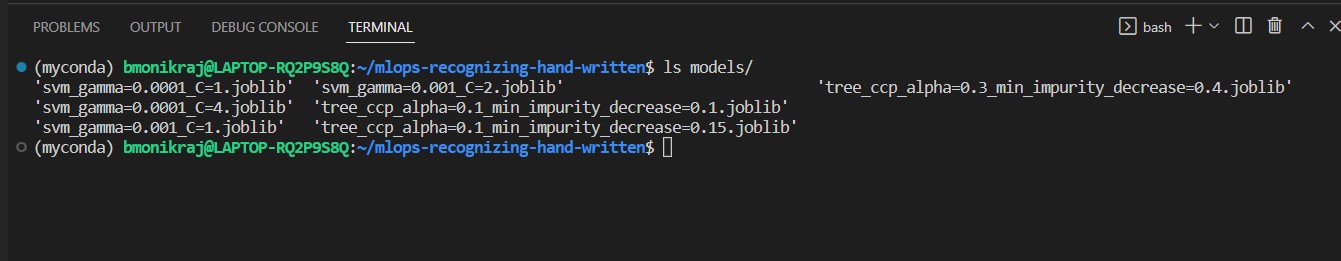 PROBLEMS OUTPUT DEBUG CONSOLE TERMINAL bash
(myconda) bmonikraj@LAPTOP-RQ2P9S8Q:~/mlops-recognizing-hand-written$ ls models/
'svm_gamma=0.0001_C=1.joblib' 'svm_gamma=0.001_C=2.joblib' 'tree_ccp_alpha=0.3_min_impurity_decrease=0.4.joblib'
'svm_gamma=0.0001_C=4.joblib' 'tree_ccp_alpha=0.1_min_impurity_decrease=0.1.joblib'
'svm_gamma=0.001_C=1.joblib' 'tree_ccp_alpha=0.1_min_impurity_decrease=0.15.joblib'
(myconda) bmonikraj@LAPTOP-RQ2P9S8Q:~/mlops-recognizing-hand-written$